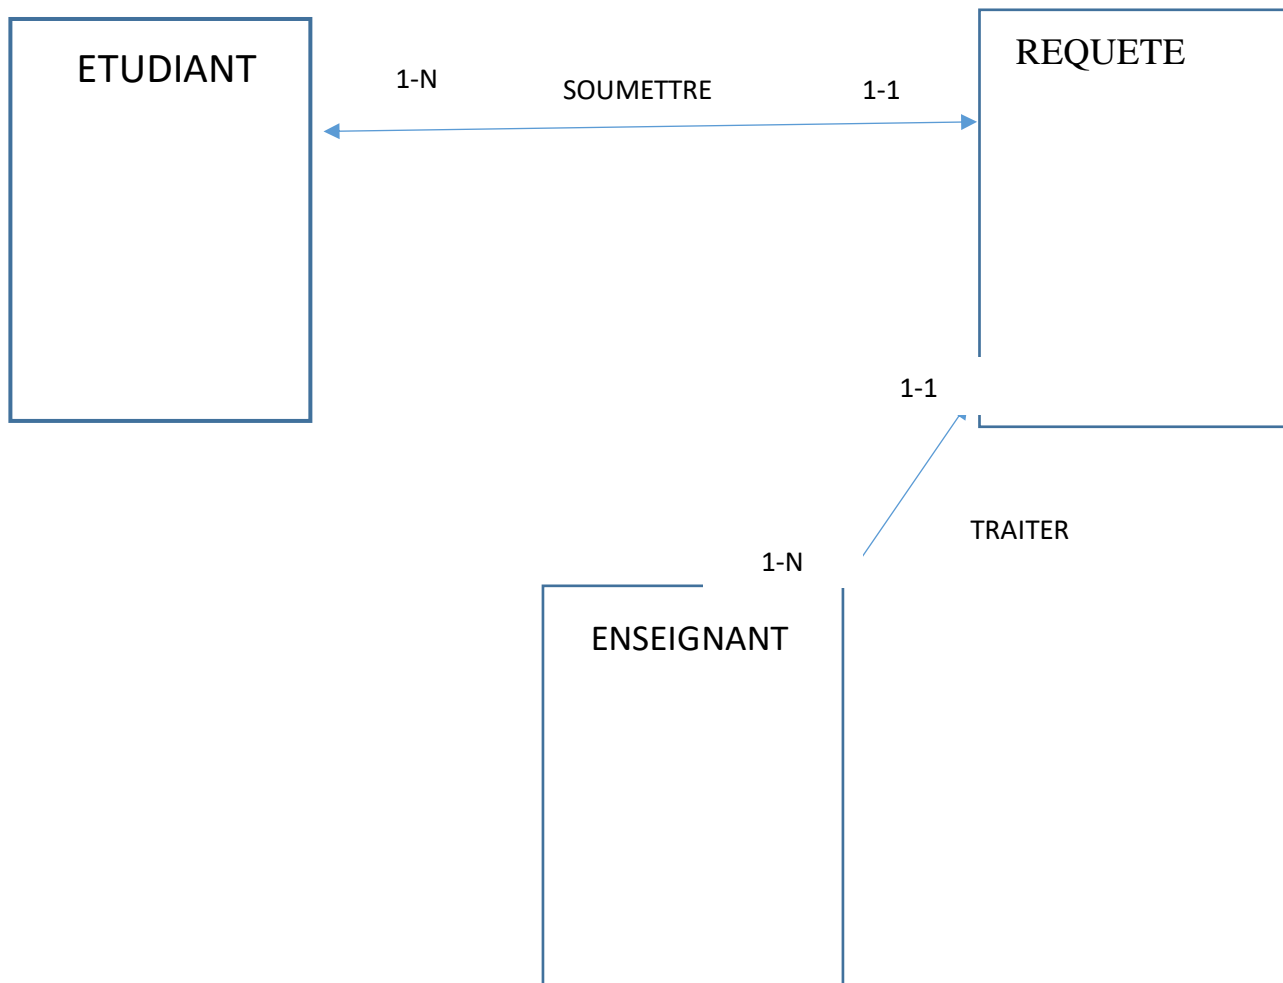 ETUDIANT
REQUETE
1-N
SOUMETTRE
1-1
1-1
TRAITER
1-N
ENSEIGNANT